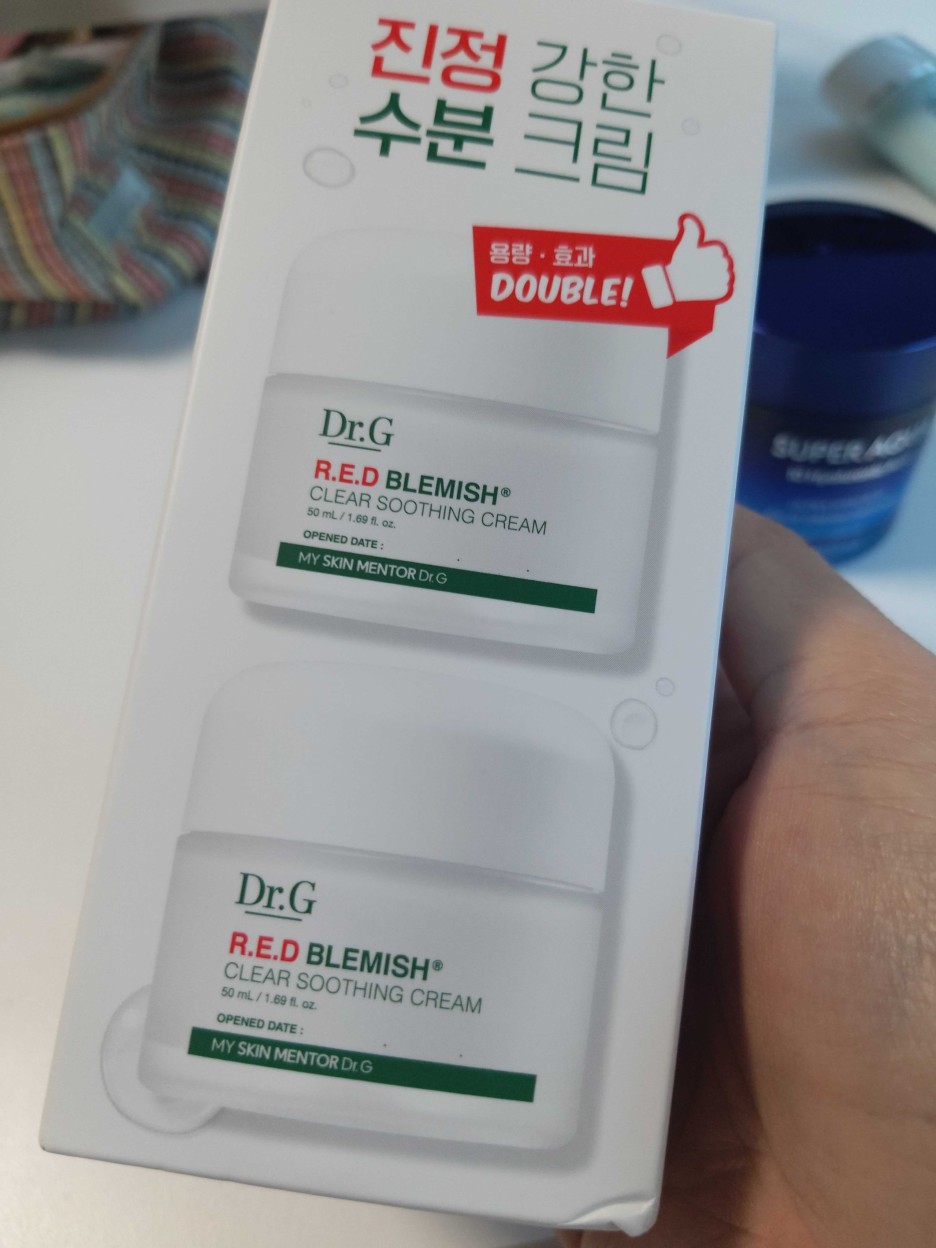 진정 강한
수분 크림
용량 · 효과
DOUBLE!
Dr.G
R.E.D BLEMISH®
CLEAR SOOTHING CREAM
50 mL / 1.69 fl. oz.
OPENED DATE : . .
MY SKIN MENTOR Dr.G
Dr.G
R.E.D BLEMISH®
CLEAR SOOTHING CREAM
50 mL / 1.69 fl. oz.
OPENED DATE : . .
MY SKIN MENTOR Dr.G
SUPER